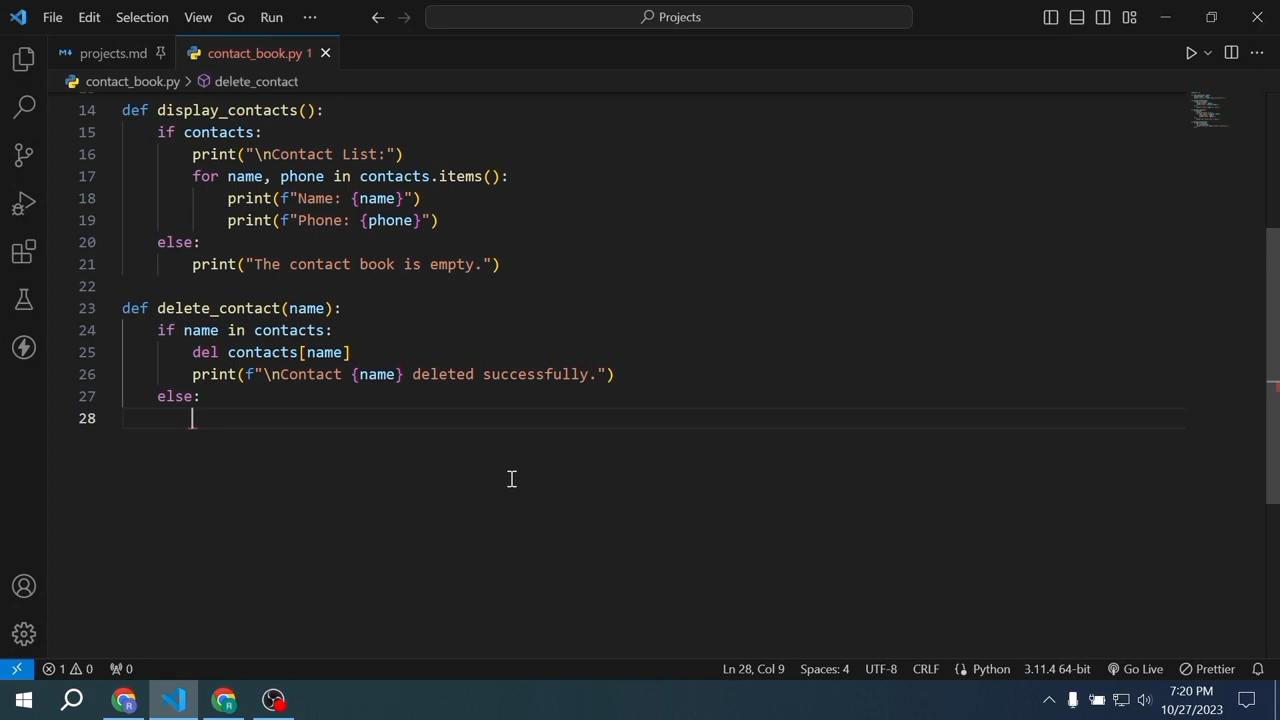 File Edit Selection View Go Run ··· Projects
projects.md contact_book.py 1
contact_book.py > delete_contact
14 def display_contacts():
15 if contacts:
16 print("\nContact List:")
17 for name, phone in contacts.items():
18 print(f"Name: {name}")
19 print(f"Phone: {phone}")
20 else:
21 print("The contact book is empty.")
22
23 def delete_contact(name):
24 if name in contacts:
25 del contacts[name]
26 print(f"\nContact {name} deleted successfully.")
27 else:
28
1 0 0 Ln 28, Col 9 Spaces: 4 UTF-8 CRLF Python 3.11.4 64-bit Go Live Prettier
7:20 PM
10/27/2023